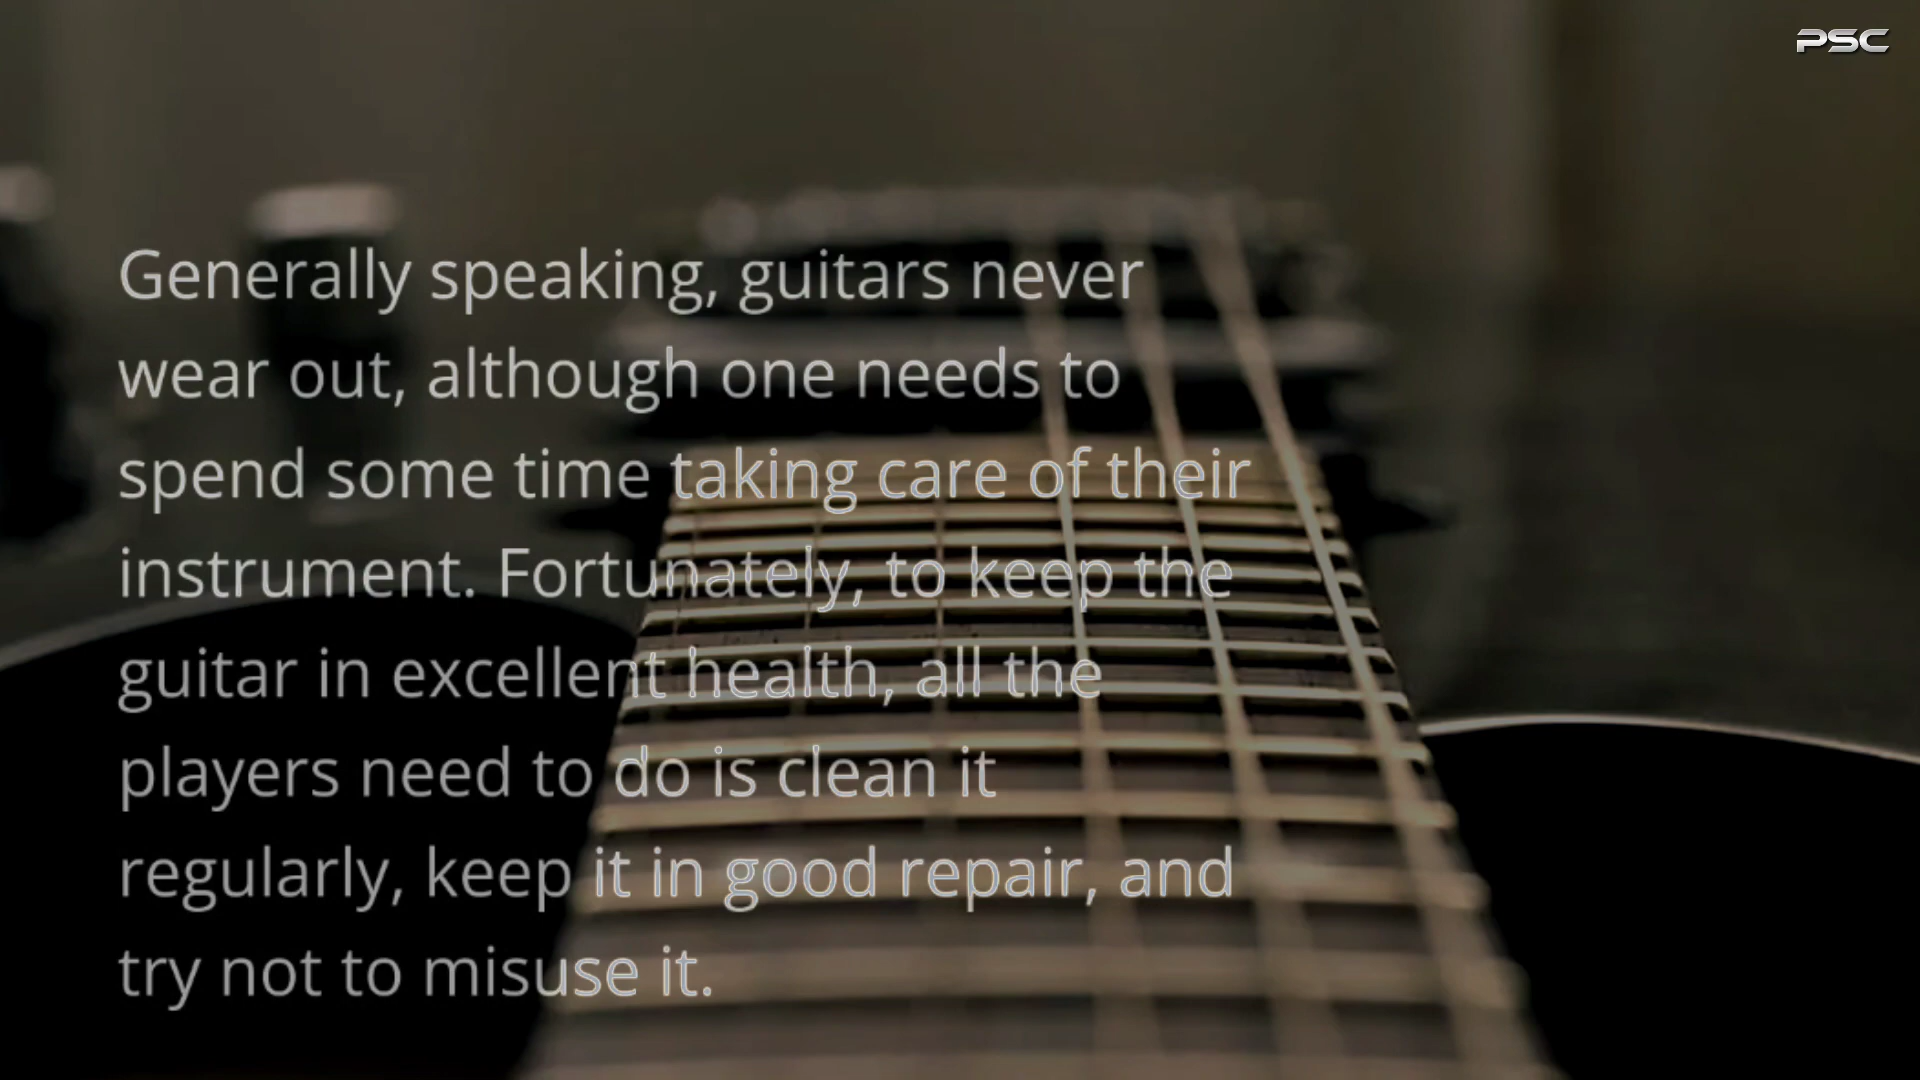 PSC
Generally speaking, guitars never
wear out, although one needs to
spend some time taking care of their
instrument. Fortunately, to keep the
guitar in excellent health, all the
players need to do is clean it
regularly, keep it in good repair, and
try not to misuse it.